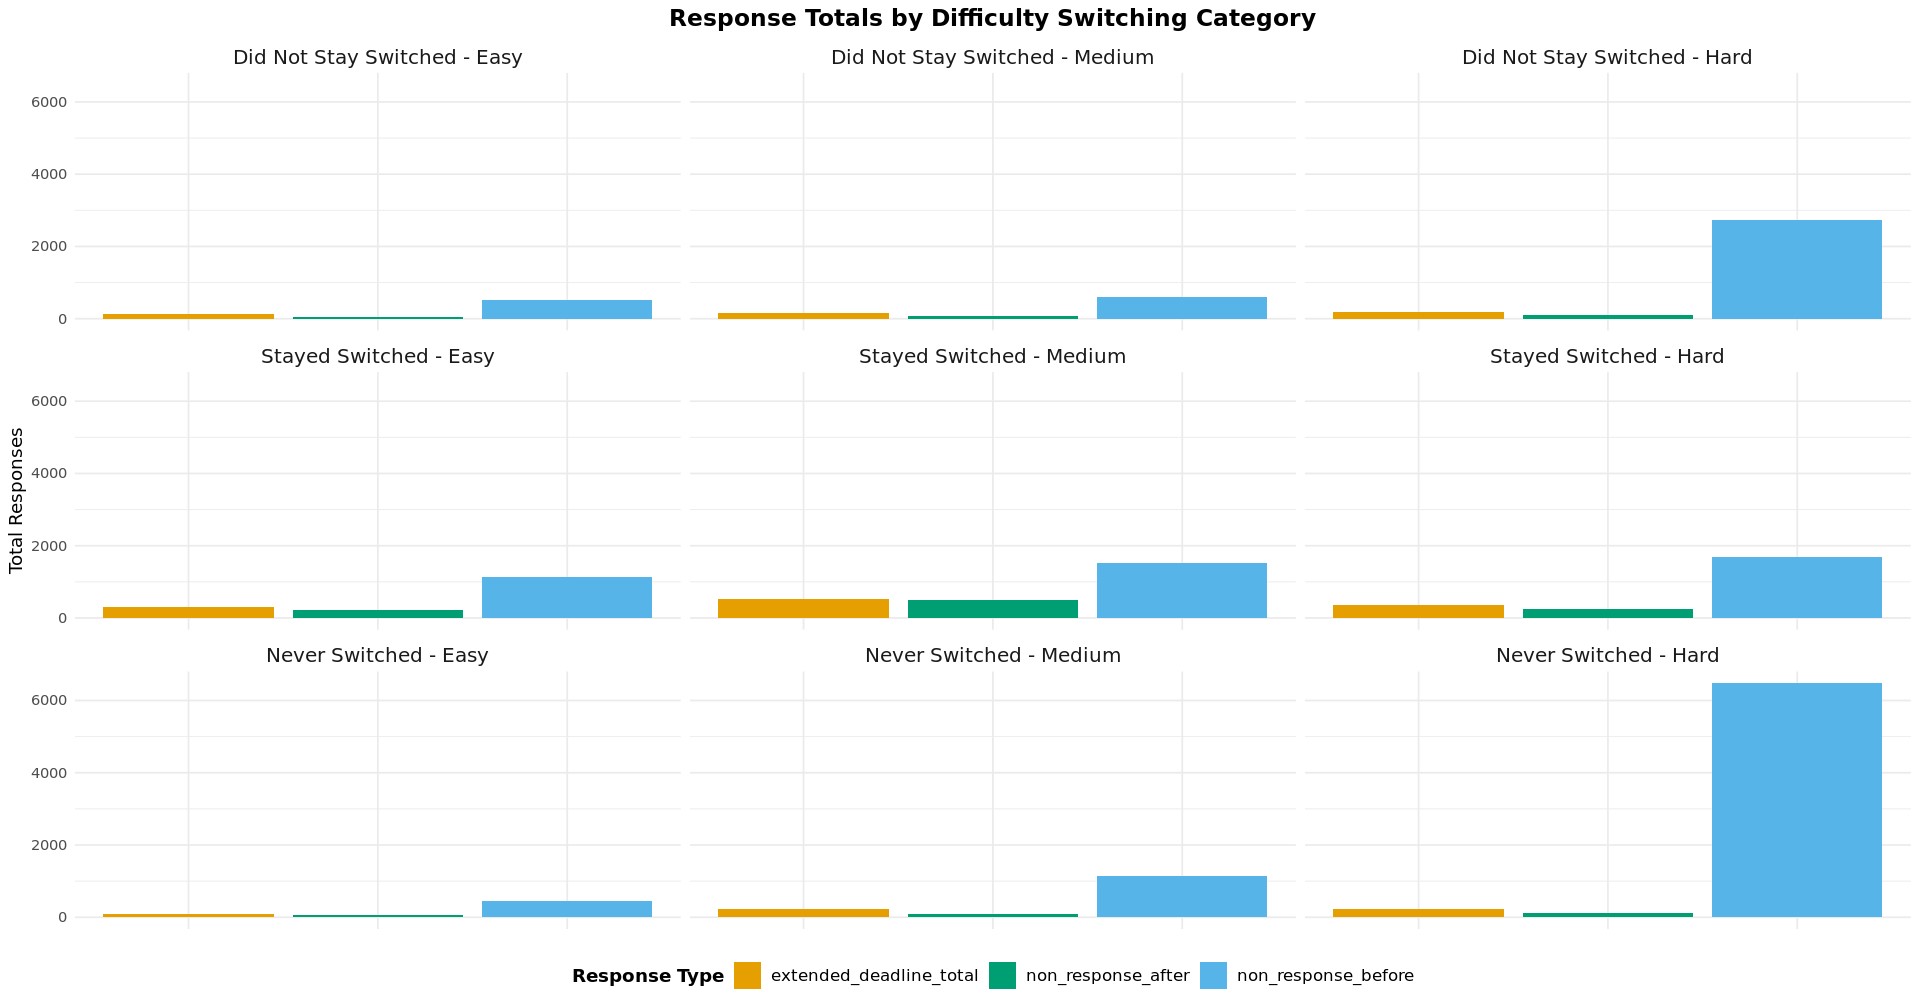 Response Totals by Difficulty Switching Category
Did Not Stay Switched - Easy
Did Not Stay Switched - Medium
Did Not Stay Switched - Hard
6000
4000
2000
0
Stayed Switched - Easy
Stayed Switched - Medium
Stayed Switched - Hard
6000
4000
2000
0
Total Responses
Never Switched - Easy
Never Switched - Medium
Never Switched - Hard
6000
4000
2000
0
Response Type
extended_deadline_total
non_response_after
non_response_before